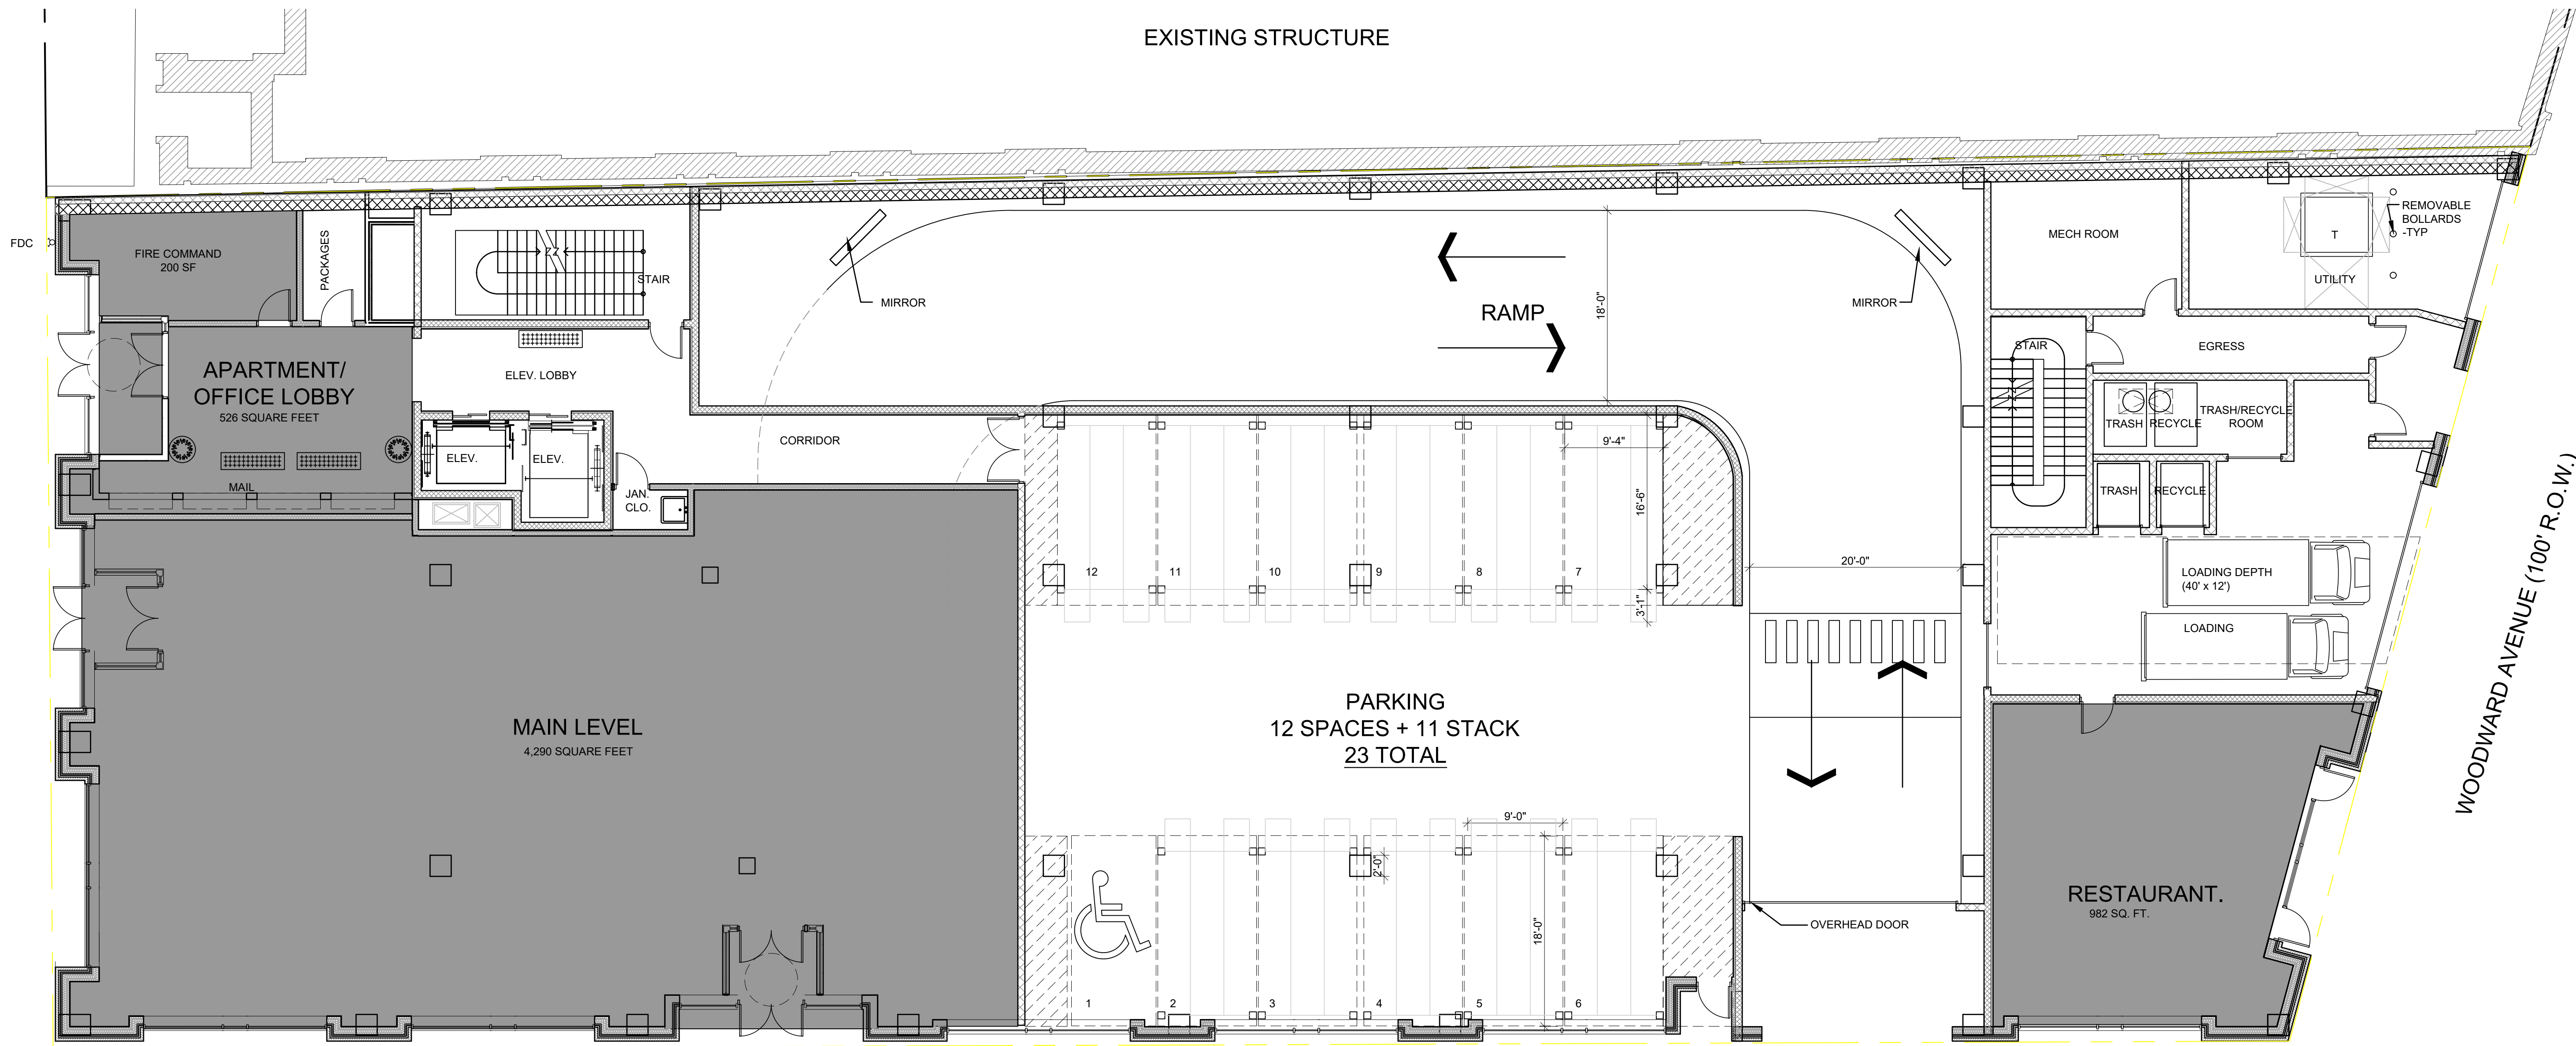 EXISTING STRUCTURE
FDC
FIRE COMMAND
200 SF
PACKAGES
STAIR
MIRROR
RAMP
18'-0"
MIRROR
MECH ROOM
T
UTILITY
REMOVABLE
BOLLARDS
-TYP
APARTMENT/
OFFICE LOBBY
526 SQUARE FEET
MAIL
ELEV. LOBBY
ELEV.
ELEV.
JAN.
CLO.
CORRIDOR
STAIR
EGRESS
TRASH
RECYCLE
TRASH/RECYCLE
ROOM
TRASH
RECYCLE
9'-4"
16'-6"
3'-1"
12
11
10
9
8
7
20'-0"
LOADING DEPTH
(40' x 12')
LOADING
WOODWARD AVENUE (100' R.O.W.)
MAIN LEVEL
4,290 SQUARE FEET
PARKING
12 SPACES + 11 STACK
23 TOTAL
9'-0"
2'-0"
18'-0"
1
2
3
4
5
6
OVERHEAD DOOR
RESTAURANT.
982 SQ. FT.